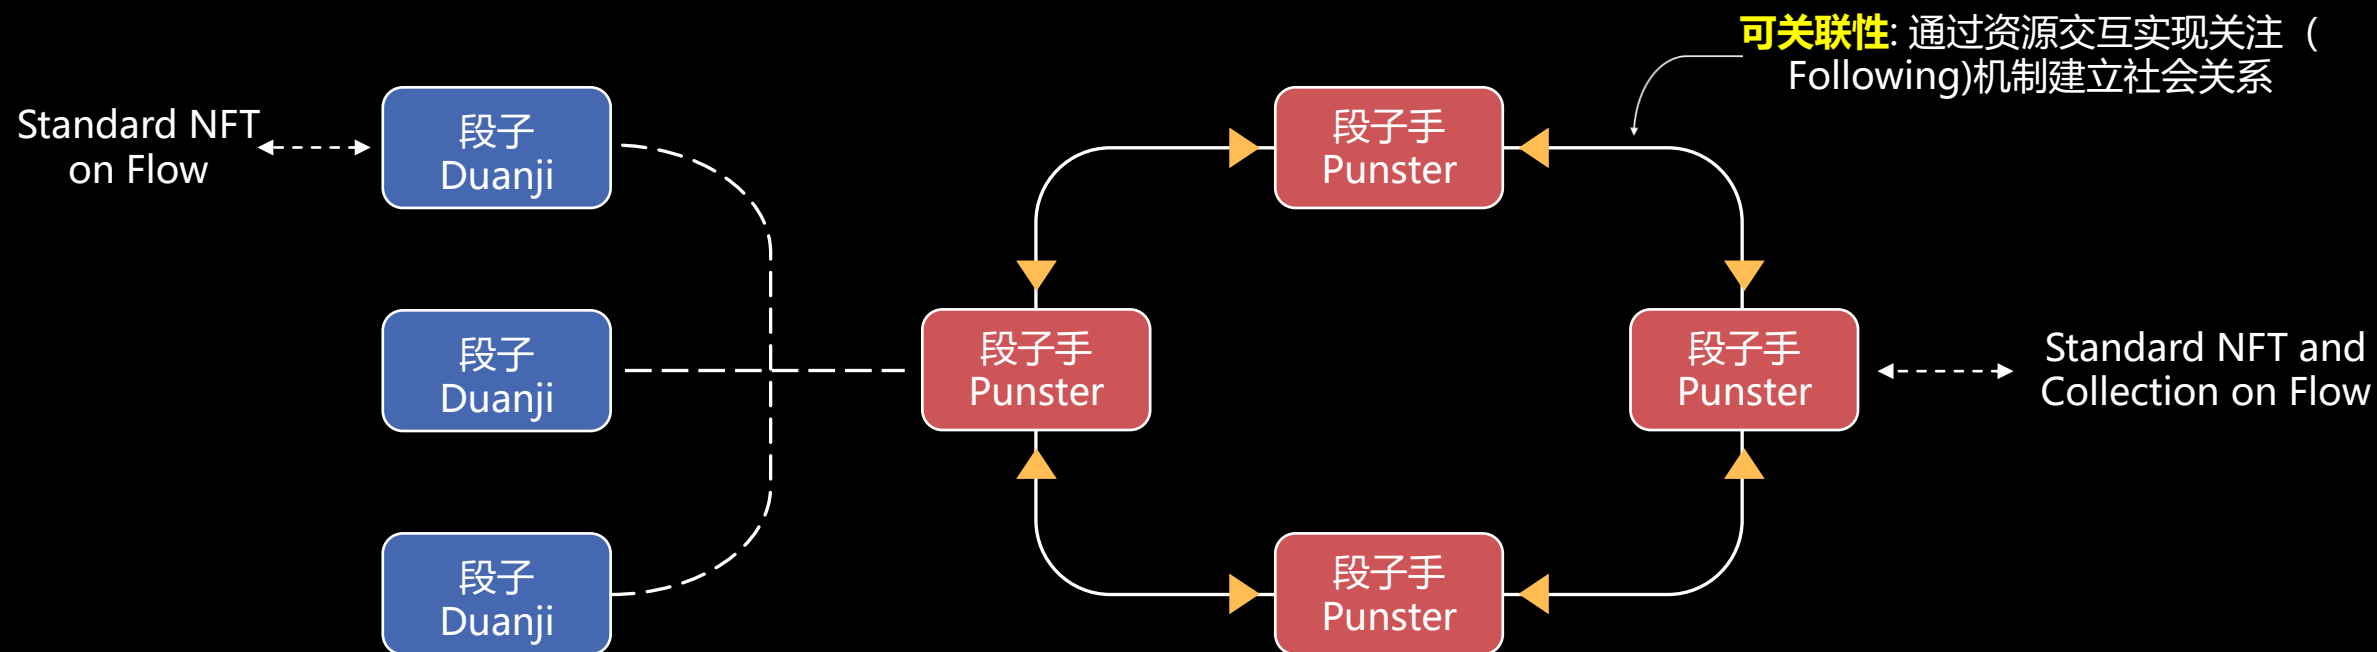 可关联性: 通过资源交互实现关注（
Following)机制建立社会关系
Standard NFT
on Flow
段子
Duanji
段子手
Punster
段子
Duanji
段子手
Punster
段子手
Punster
Standard NFT and
Collection on Flow
段子
Duanji
段子手
Punster